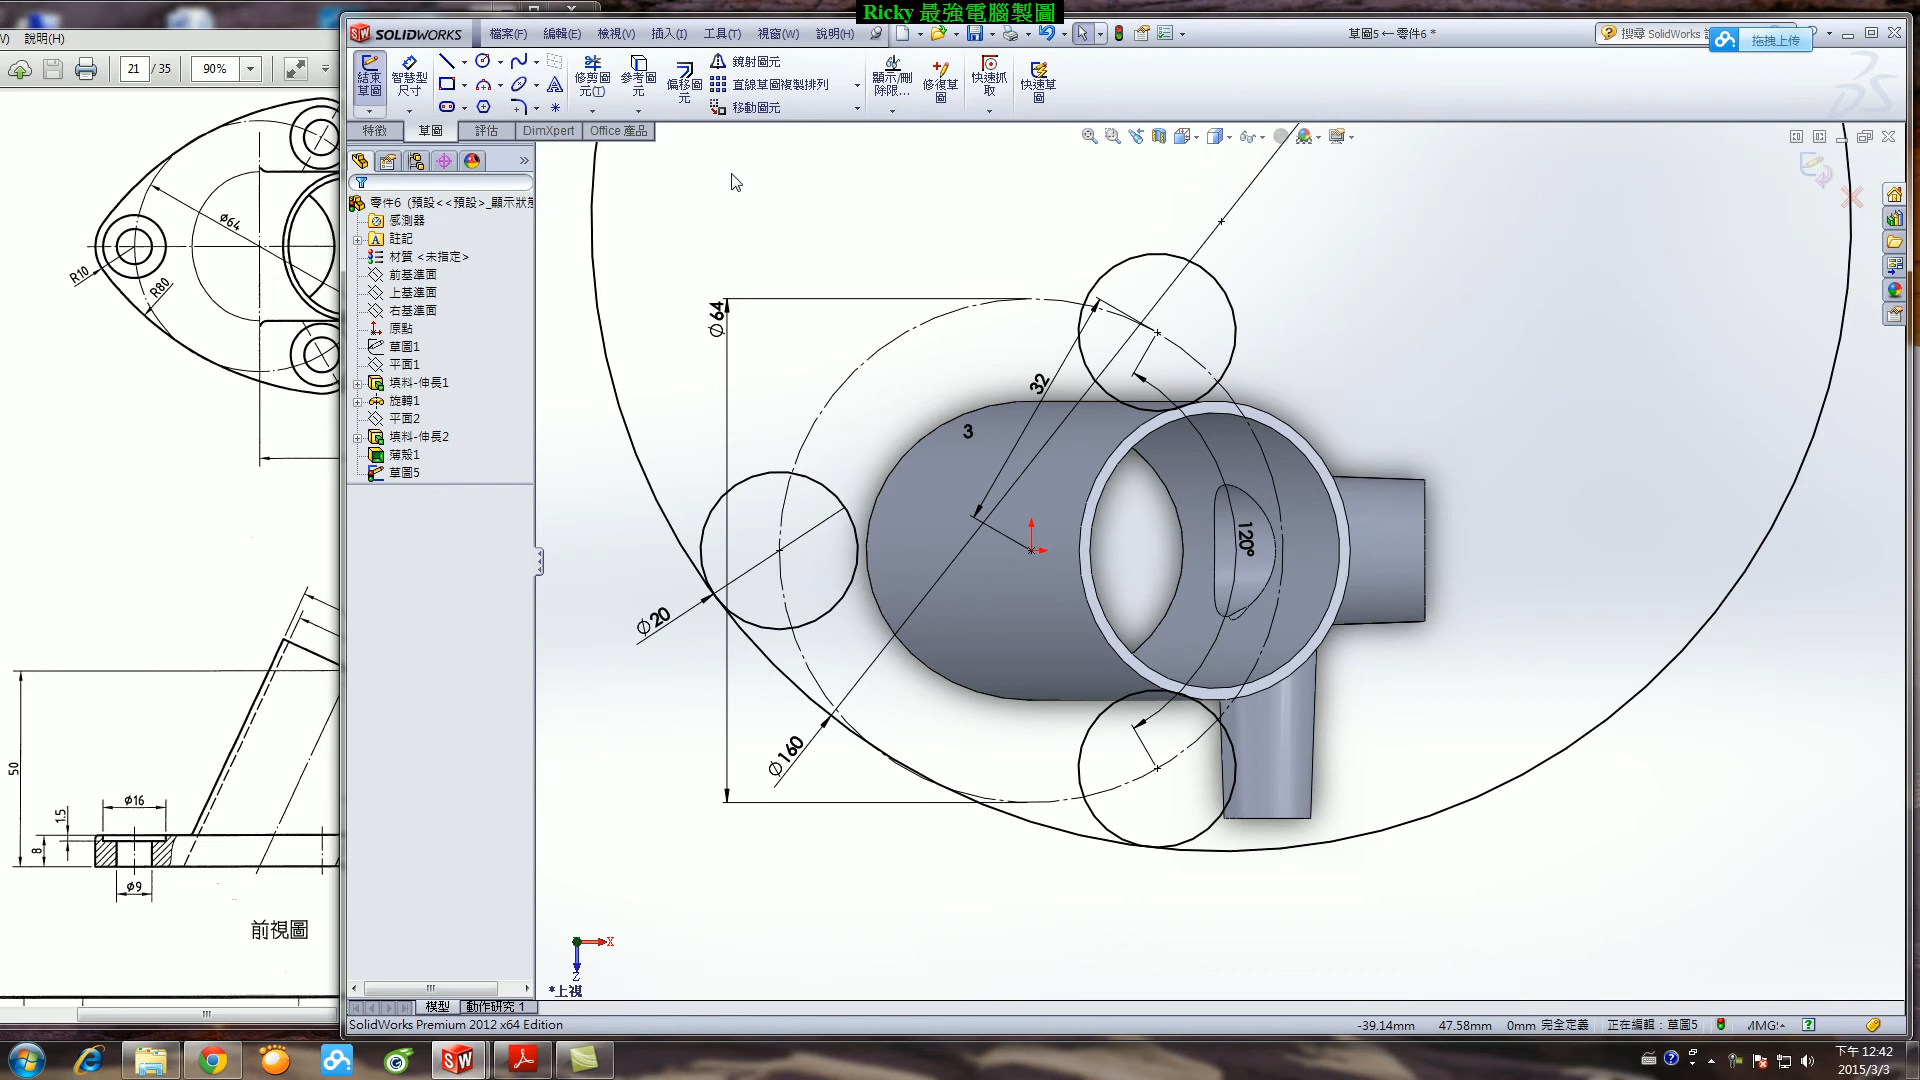 Ricky 最強電腦製圖
V) 說明(H)
SOLIDWORKS
檔案(F) 編輯(E) 檢視(V) 插入(I) 工具(T) 視窗(W) 說明(H)
草圖5 ← 零件6 *
搜尋 SolidWorks
拖拽上传
21 / 35
90%
結束草圖
智慧型尺寸
修剪圖元(T)
參考圖元
偏移圖元
鏡射圖元
直線草圖複製排列
移動圖元
顯示/刪除限...
修復草圖
快速抓取
快速草圖
特徵 草圖 評估 DimXpert Office 產品
零件6 (預設<<預設>_顯示狀態
感測器
註記
材質 <未指定>
前基準面
上基準面
右基準面
原點
草圖1
平面1
填料-伸長1
旋轉1
平面2
填料-伸長2
薄殼1
草圖5
φ64
R10
R80
50
1.5
8
φ16
φ9
前視圖
∅64
32
3
120°
∅20
∅160
X
Z
*上視
模型 動作研究 1
SolidWorks Premium 2012 x64 Edition
-39.14mm 47.58mm 0mm 完全定義 正在編輯：草圖5
下午 12:42
2015/3/3